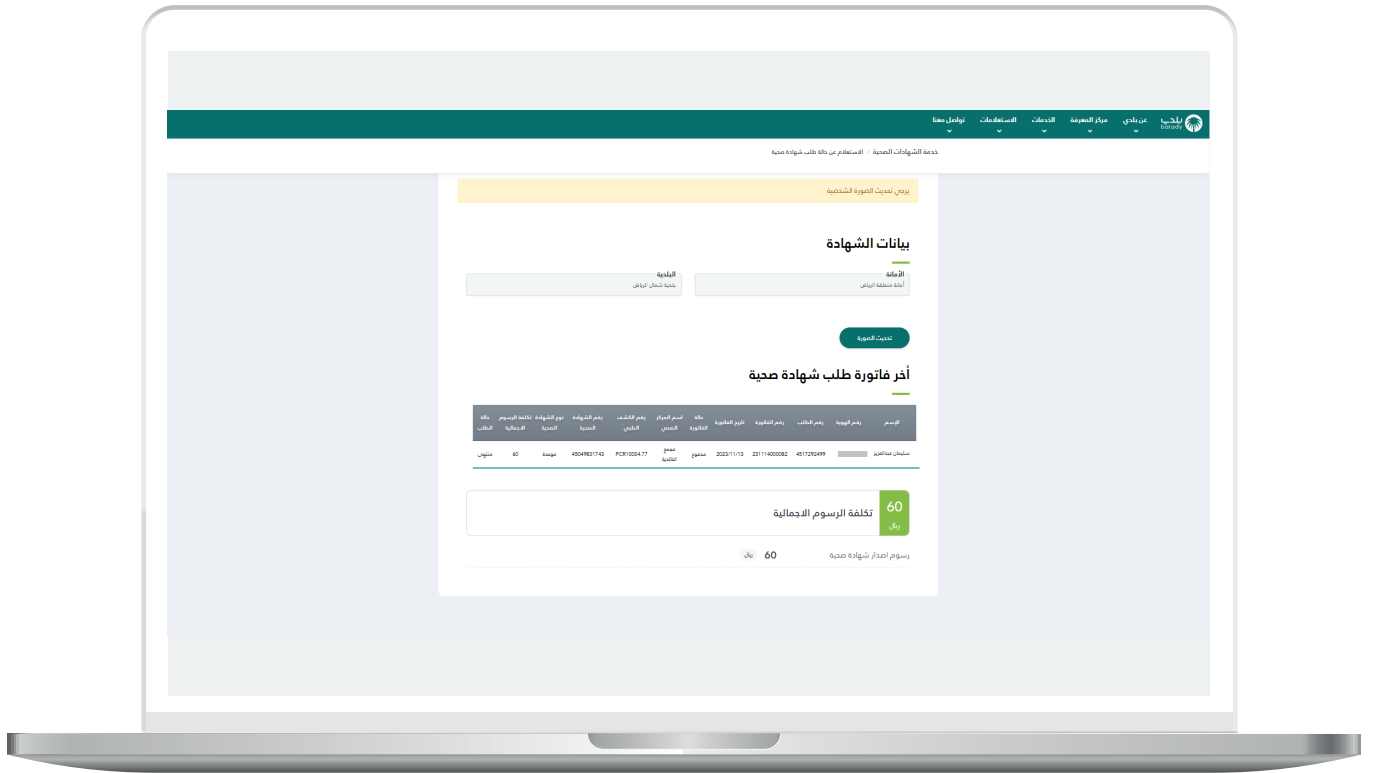 بلدي
balady
عن بلدي
مركز المعرفة
الخدمات
الاستعلامات
تواصل معنا
خدمة الشهادات الصحية / الاستعلام عن حالة طلب شهادة صحية
يرجى تحديث الصورة الشخصية
بيانات الشهادة
الأمانة
أمانة منطقة الرياض
البلدية
بلدية شمال الرياض
تحديث الصورة
أخر فاتورة طلب شهادة صحية
الإسم رقم الهوية رقم الطلب رقم الفاتورة تاريخ الفاتورة حالة الفاتورة اسم المركز الصحي رقم الكشف الطبي رقم الشهادة الصحية نوع الشهادة الصحية تكلفة الرسوم الاجمالية حالة الطلب
سليمان عبدالعزيز 4517292499 231114000082 2023/11/13 مدفوع مجمع الخالدية PCR10034.77 45049831743 موحدة 60 منتهي
60
ريال
تكلفة الرسوم الاجمالية
رسوم اصدار شهادة صحية 60 ريال